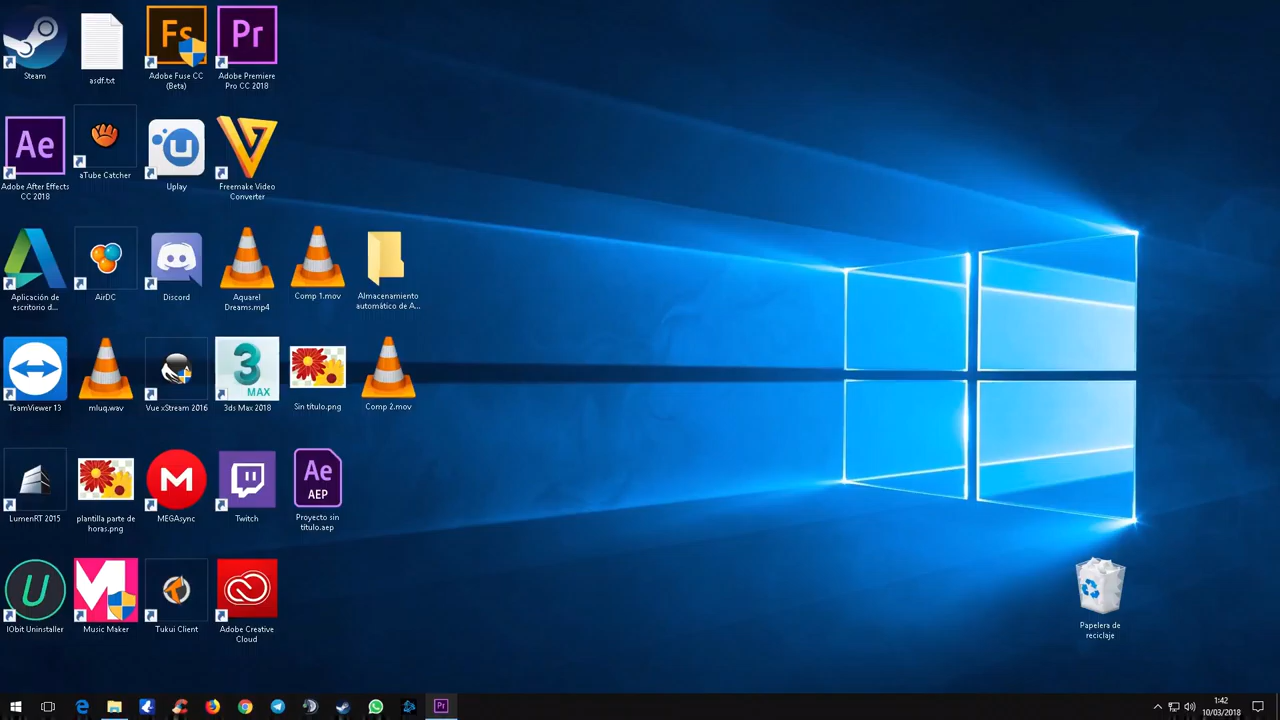 Steam
asdf.txt
Fs
Adobe Fuse CC
(Beta)
Pr
Adobe Premiere
Pro CC 2018
Ae
Adobe After Effects
CC 2018
aTube Catcher
u
Uplay
Freemake Video
Converter
Aplicación de
escritorio d...
AirDC
Discord
Aquarel
Dreams.mp4
Comp 1.mov
Almacenamiento
automático de A...
TeamViewer 13
mluq.wav
Vue xStream 2016
3
MAX
3ds Max 2018
Sin título.png
Comp 2.mov
LumenRT 2015
plantilla parte de
horas.png
M
MEGAsync
Twitch
Ae
AEP
Proyecto sin
título.aep
U
IObit Uninstaller
Music Maker
Tukui Client
Adobe Creative
Cloud
Papelera de
reciclaje
Pr
1:42
10/03/2018